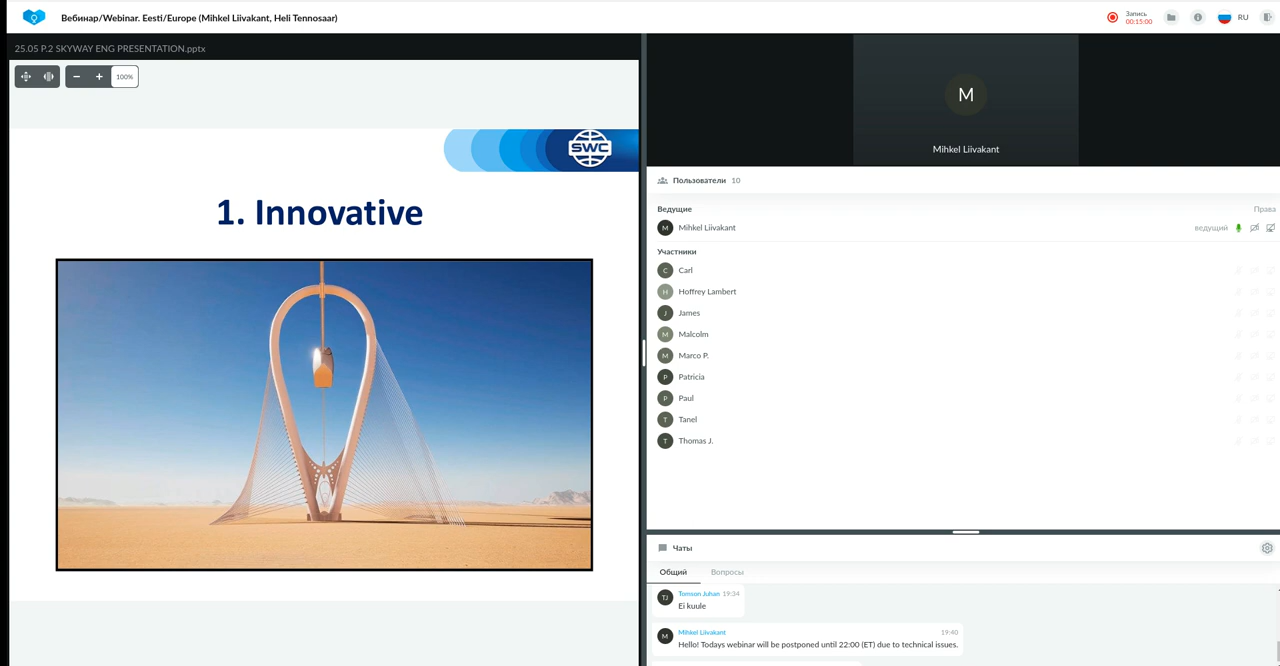 Вебинар/Webinar. Eesti/Europe (Mihkel Liivakant, Heli Tennosaar)
Запись
00:15:00
RU
25.05 P.2 SKYWAY ENG PRESENTATION.pptx
100%
SWC
1. Innovative
M
Mihkel Liivakant
Пользователи 10
Ведущие
Права
M Mihkel Liivakant ведущий
Участники
C Carl
H Hoffrey Lambert
J James
M Malcolm
M Marco P.
P Patricia
P Paul
T Tanel
T Thomas J.
Чаты
Общий Вопросы
TJ Tomson Juhan 19:34
Ei kuule
M Mihkel Liivakant 19:40
Hello! Todays webinar will be postponed until 22:00 (ET) due to technical issues.